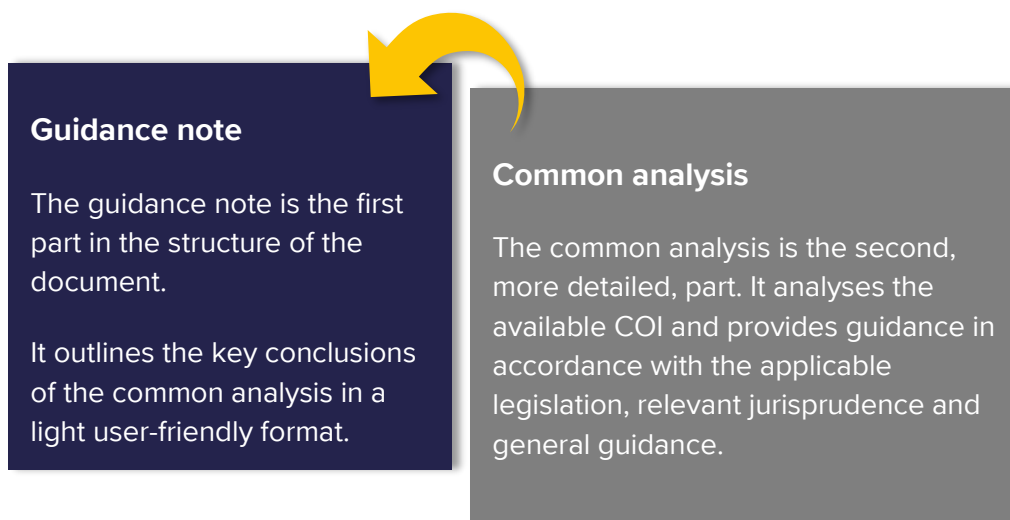 Guidance note
The guidance note is the first
part in the structure of the
document.
It outlines the key conclusions
of the common analysis in a
light user-friendly format.
Common analysis
The common analysis is the second,
more detailed, part. It analyses the
available COI and provides guidance in
accordance with the applicable
legislation, relevant jurisprudence and
general guidance.